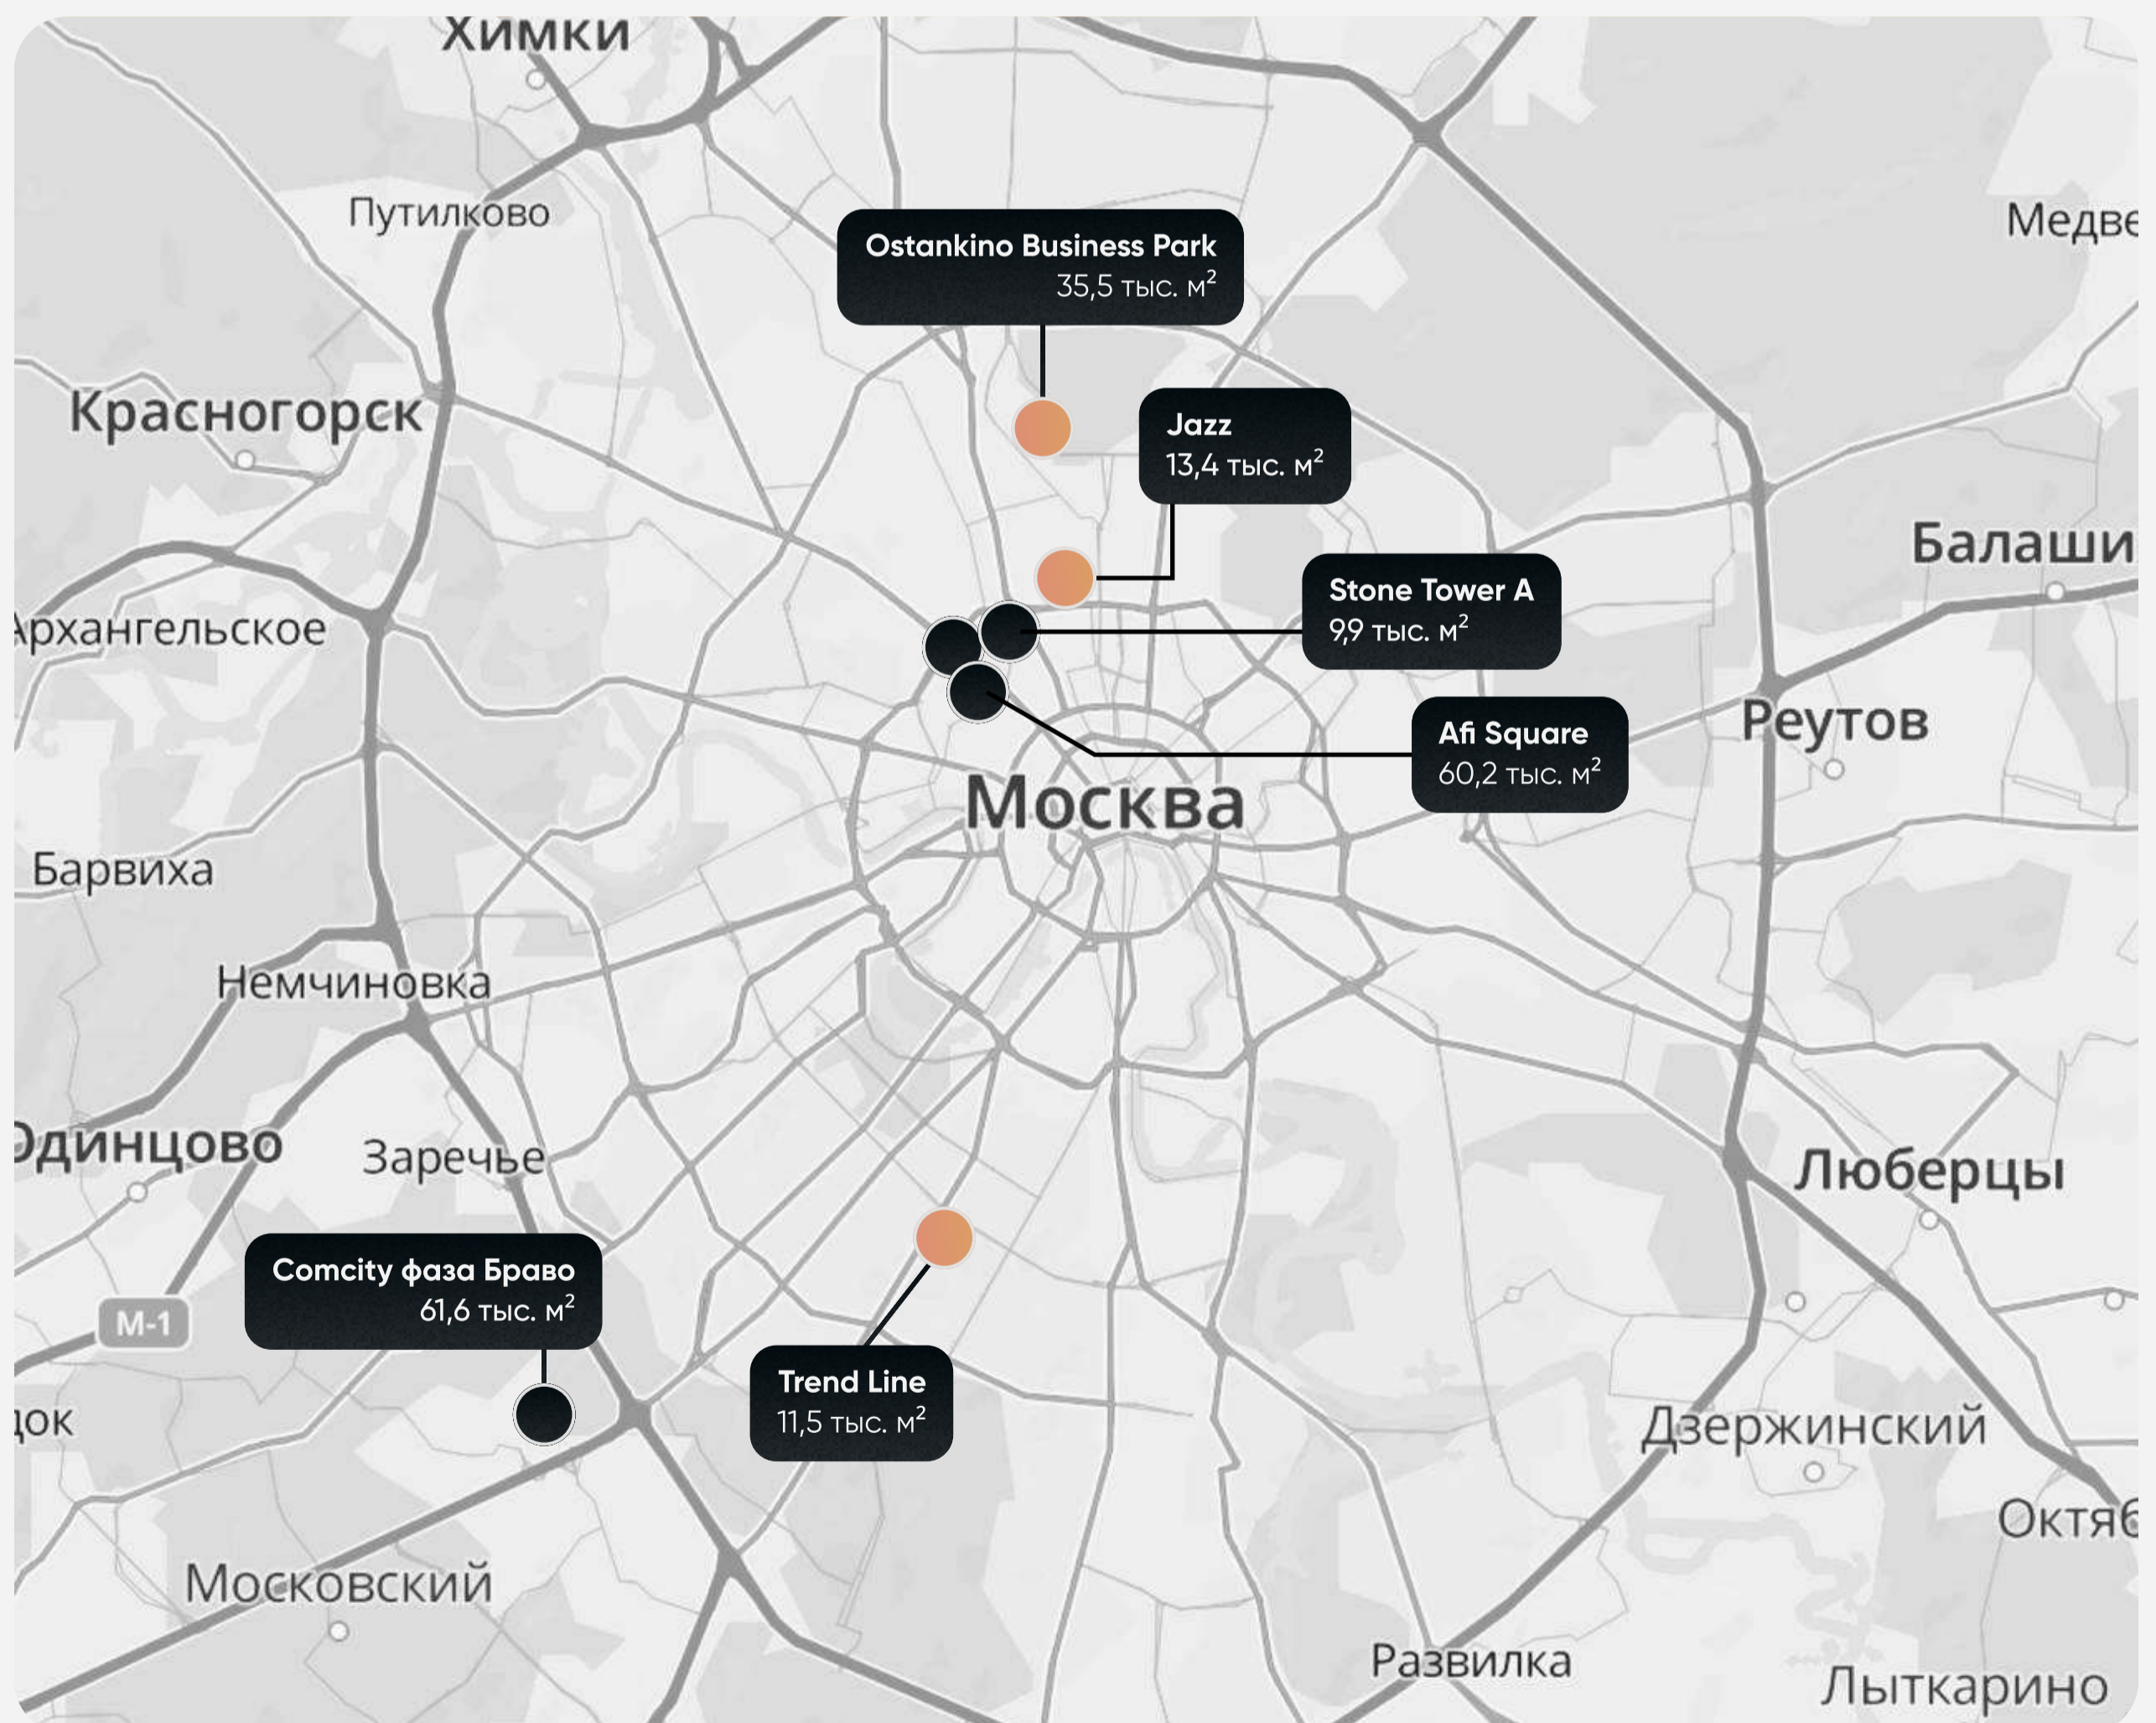 Химки
Путилково
Медве
Ostankino Business Park
35,5 тыс. м²
Красногорск
Jazz
13,4 тыс. м²
Балаши
Архангельское
Stone Tower A
9,9 тыс. м²
Реутов
Afi Square
60,2 тыс. м²
Москва
Барвиха
Немчиновка
Одинцово
Заречье
Люберцы
Comcity фаза Браво
61,6 тыс. м²
М-1
Trend Line
11,5 тыс. м²
док
Дзержинский
Октяб
Московский
Развилка
Лыткарино